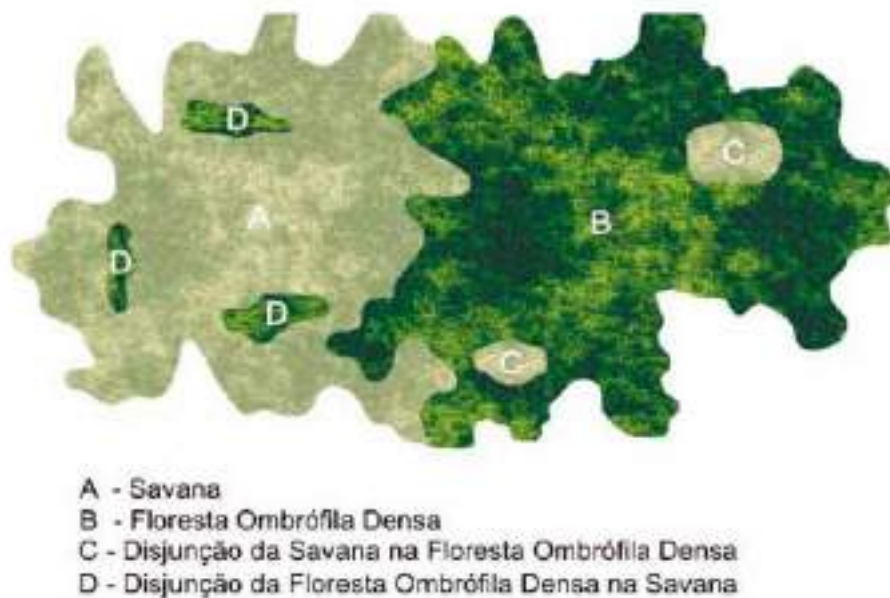 D
C
A
B
D
D
C
A - Savana
B - Floresta Ombrófila Densa
C - Disjunção da Savana na Floresta Ombrófila Densa
D - Disjunção da Floresta Ombrófila Densa na Savana